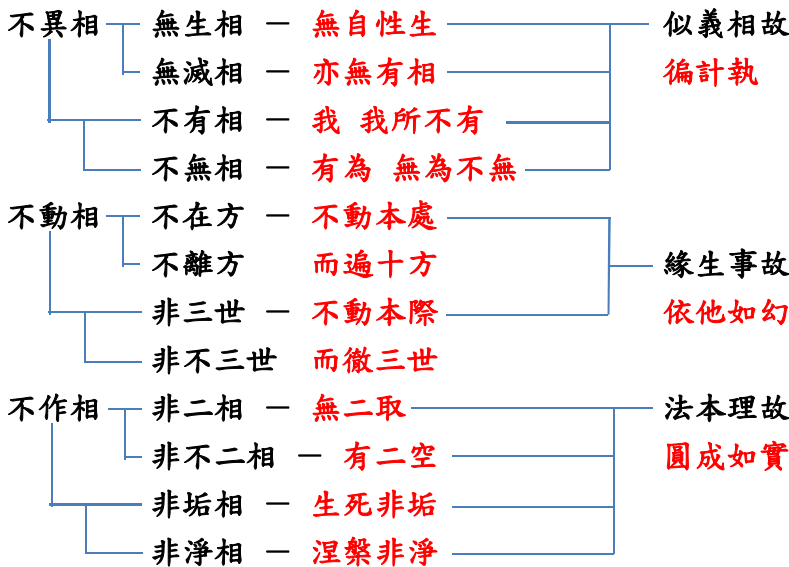 不異相 無生相 － 無自性生 似義相故
無滅相 － 亦無有相 徧計執
不有相 － 我 我所不有
不無相 － 有為 無為不無
不動相 不在方 － 不動本處
不離方 而遍十方 緣生事故
非三世 － 不動本際 依他如幻
非不三世 而徹三世
不作相 非二相 － 無二取 法本理故
非不二相 － 有二空 圓成如實
非垢相 － 生死非垢
非淨相 － 涅槃非淨